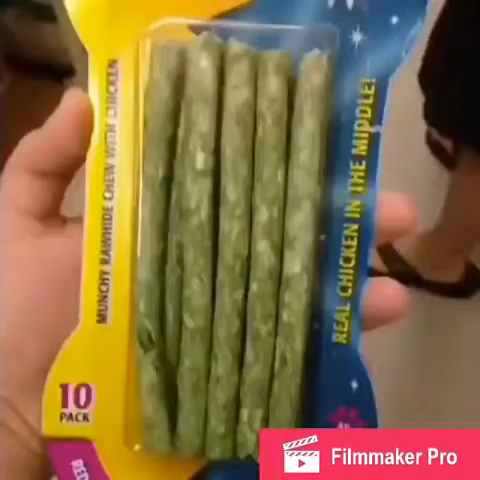 MUNCHY RAWHIDE CHEW WITH CHICKEN
REAL CHICKEN IN THE MIDDLE!
10
PACK
Filmmaker Pro